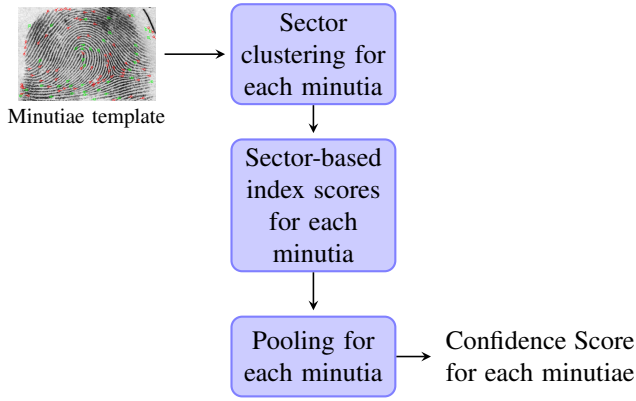 Minutiae template
Sector
clustering for
each minutia
Sector-based
index scores
for each
minutia
Pooling for
each minutia
Confidence Score
for each minutiae